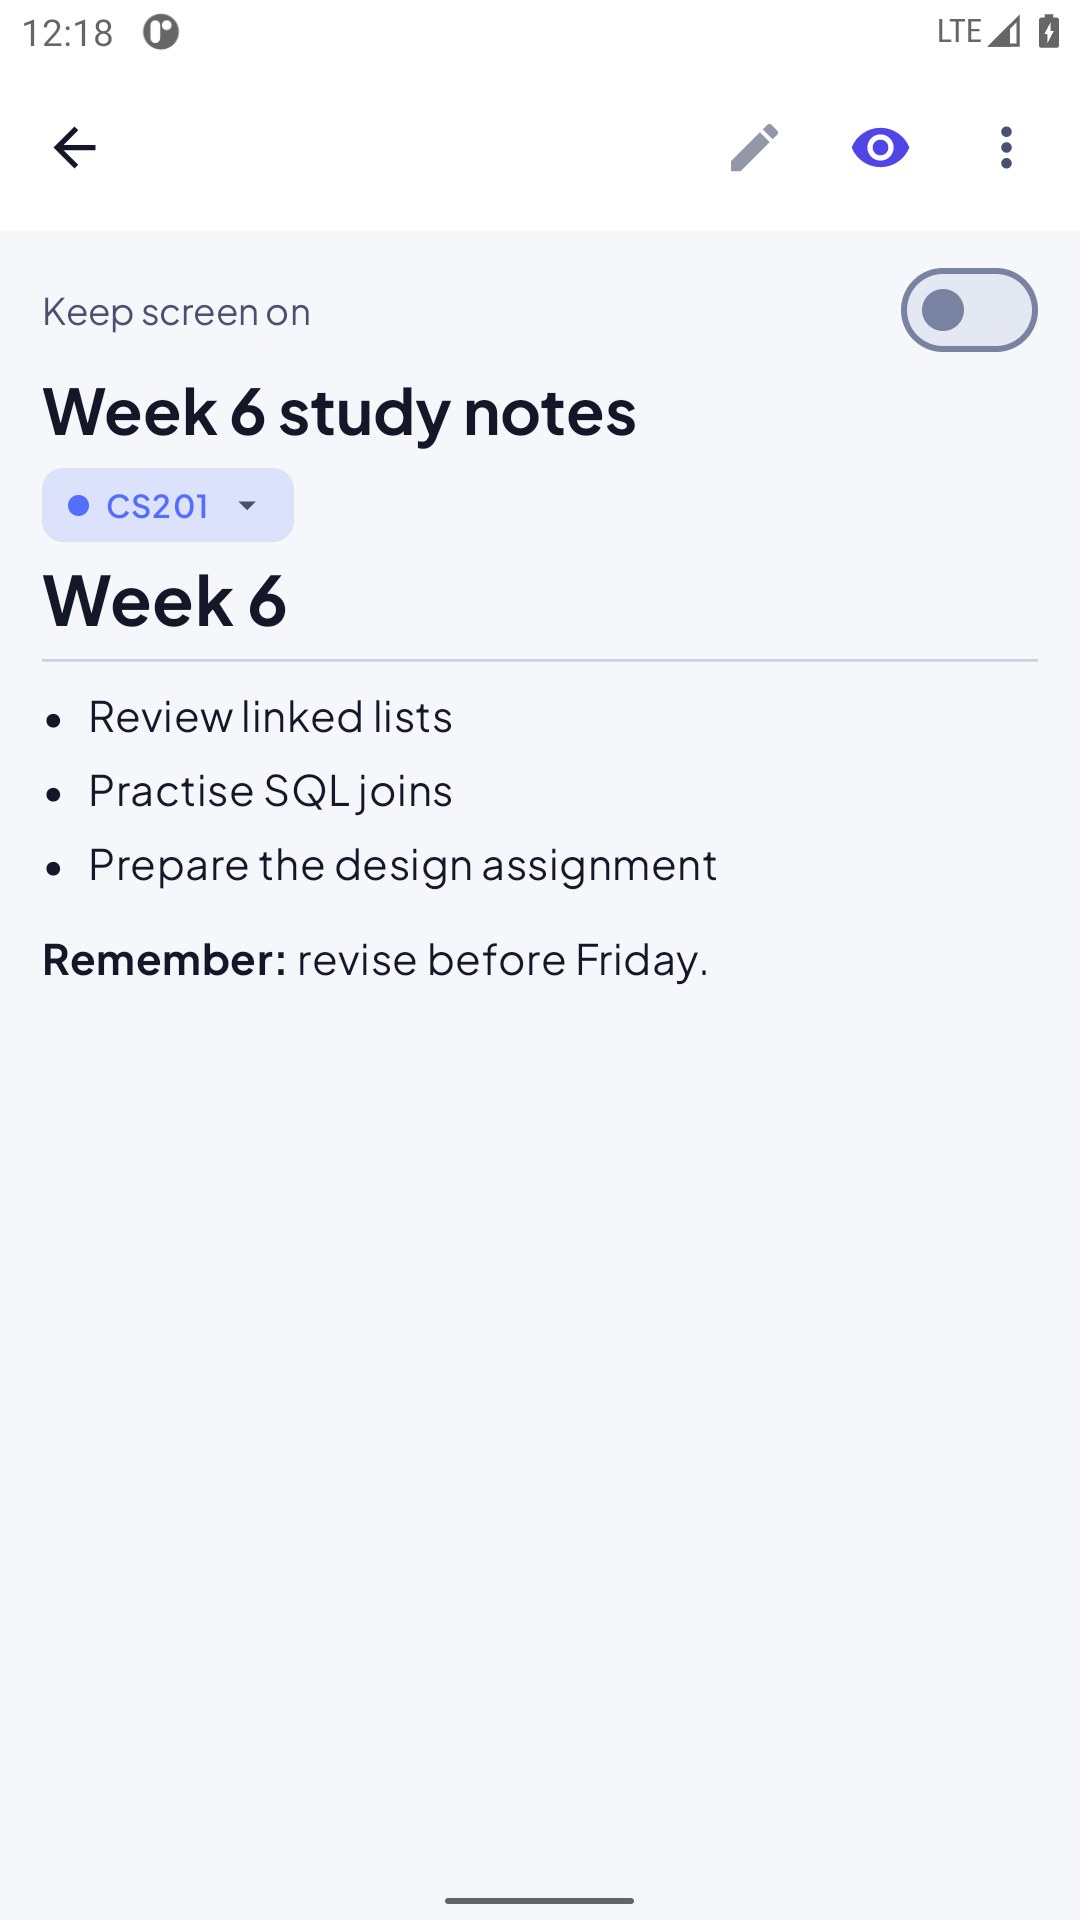 12:18 LTE
Keep screen on
Week 6 study notes
CS201
Week 6
• Review linked lists
• Practise SQL joins
• Prepare the design assignment
Remember: revise before Friday.